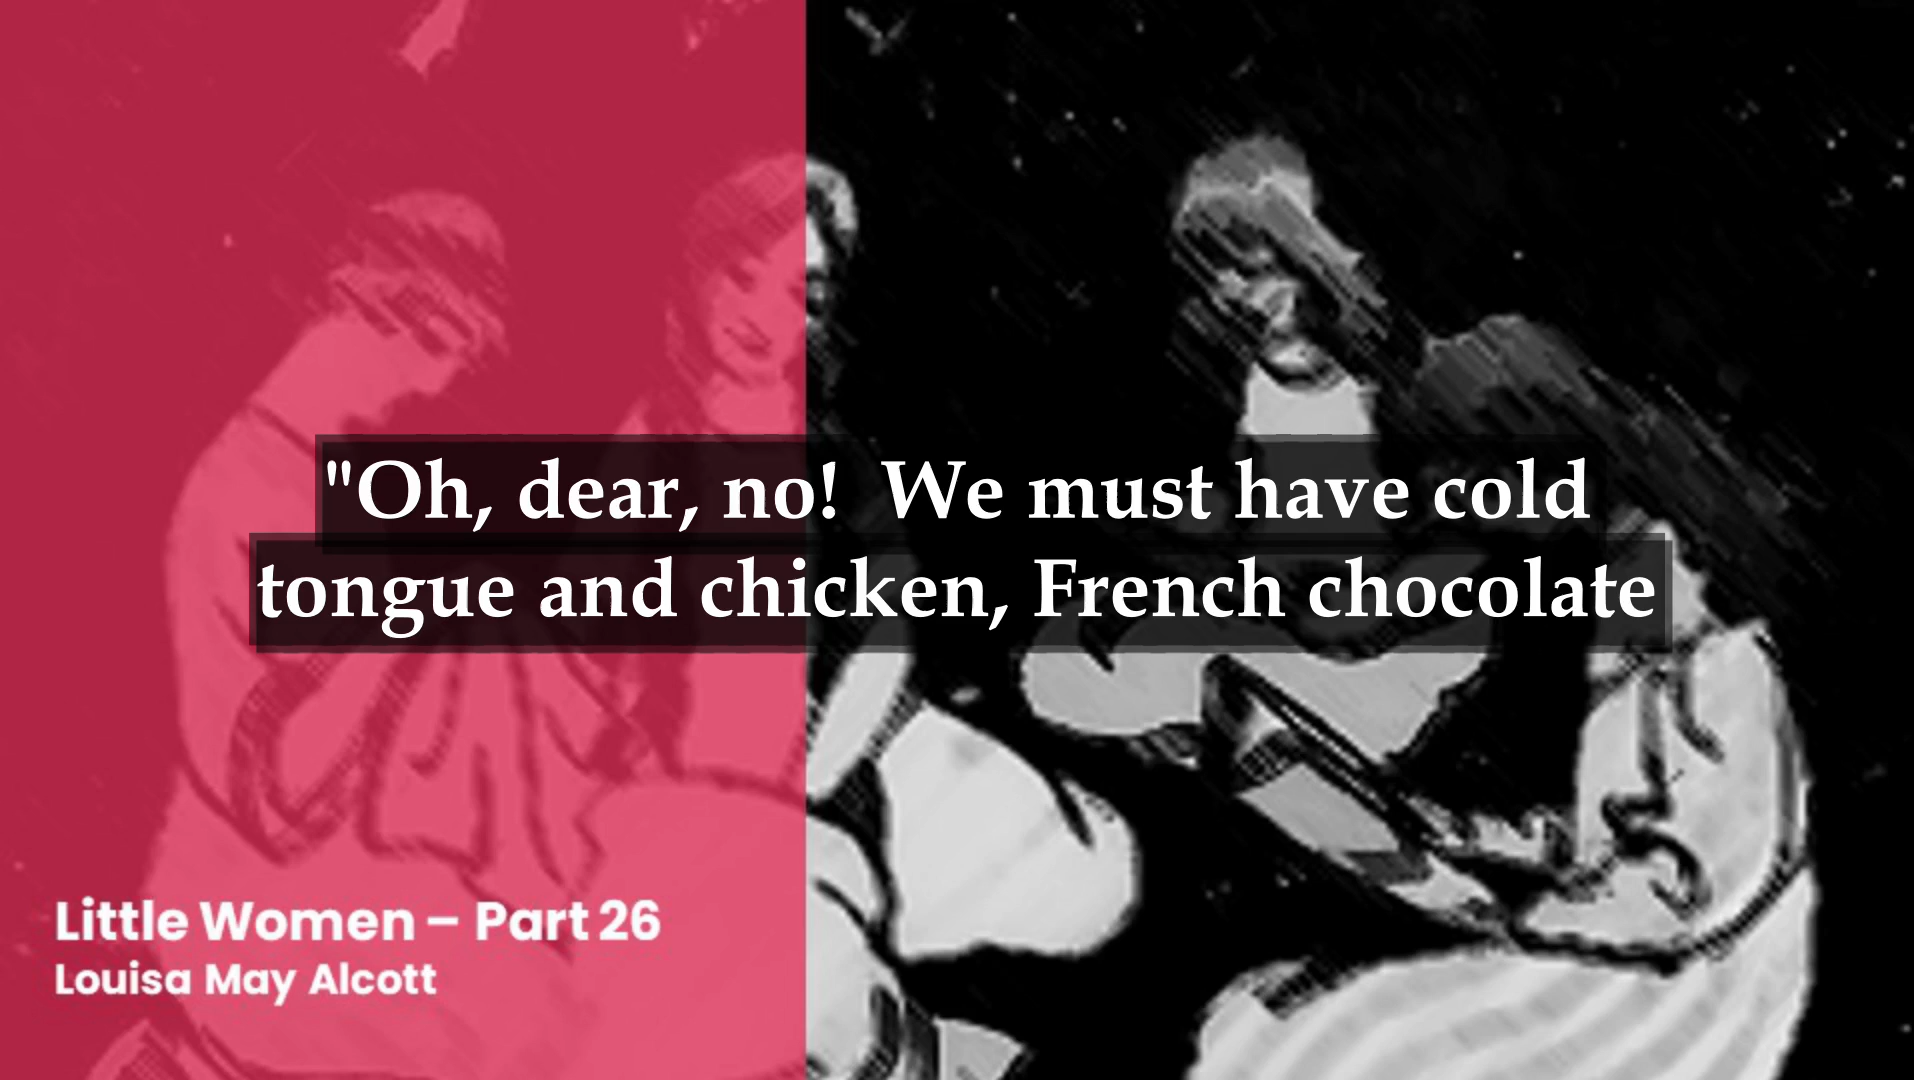 "Oh, dear, no!  We must have cold
tongue and chicken, French chocolate
Little Women – Part 26
Louisa May Alcott